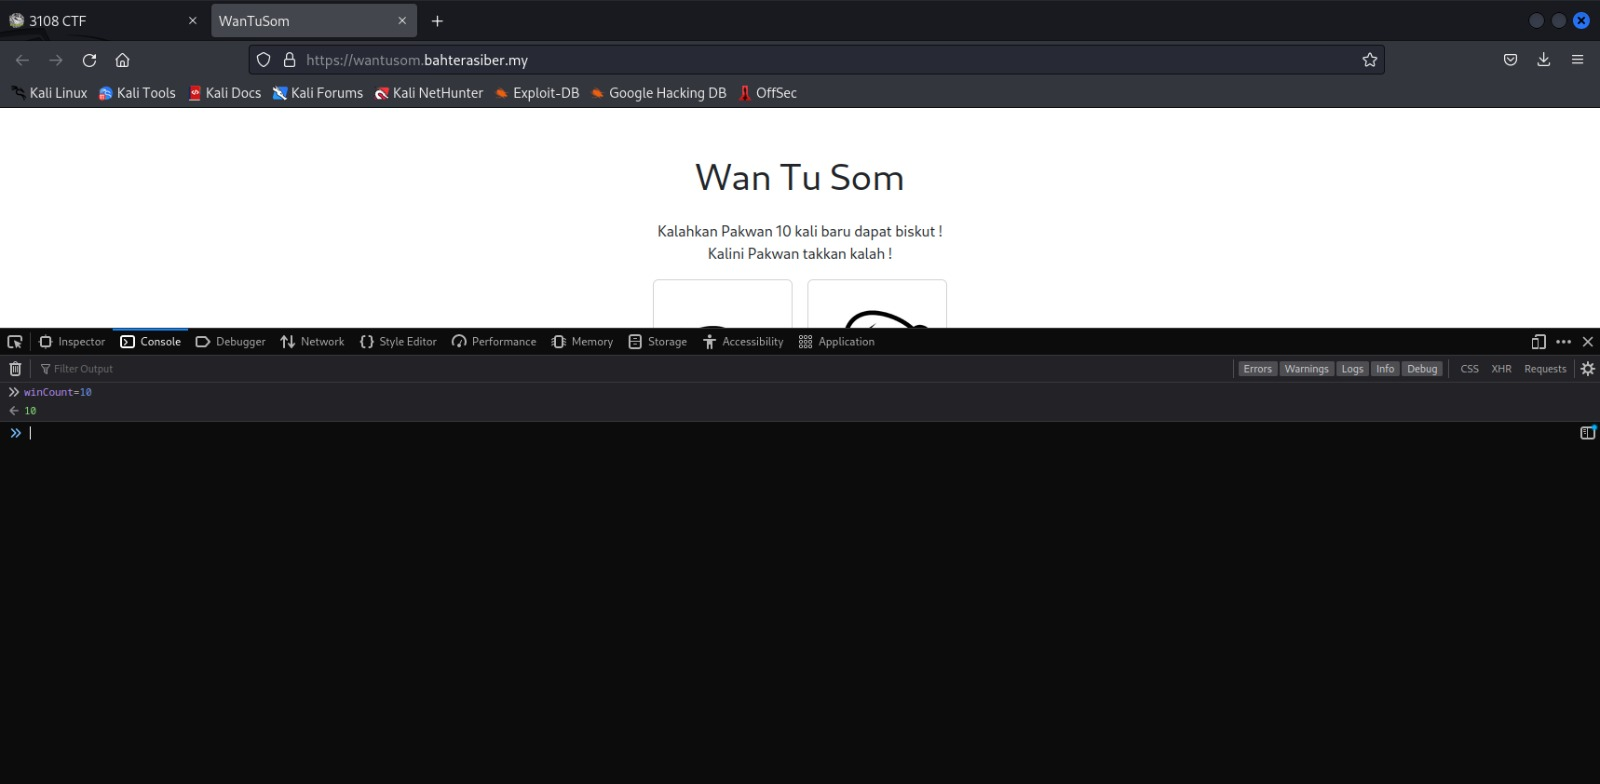 3108 CTF
WanTuSom
https://wantusom.bahterasiber.my
Kali Linux Kali Tools Kali Docs Kali Forums Kali NetHunter Exploit-DB Google Hacking DB OffSec
Wan Tu Som
Kalahkan Pakwan 10 kali baru dapat biskut !
Kalini Pakwan takkan kalah !
Inspector Console Debugger Network Style Editor Performance Memory Storage Accessibility Application
Filter Output Errors Warnings Logs Info Debug CSS XHR Requests
winCount=10
10